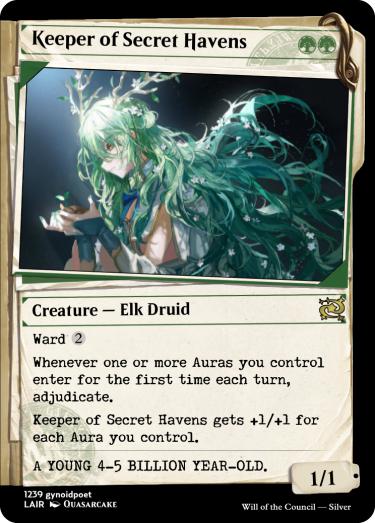 Keeper of Secret Havens
Creature — Elk Druid
Ward 2
Whenever one or more Auras you control
enter for the first time each turn,
adjudicate.
Keeper of Secret Havens gets +1/+1 for
each Aura you control.
A YOUNG 4-5 BILLION YEAR-OLD.
1/1
1239 gynoidpoet
LAIR Quasarcake
Will of the Council — Silver